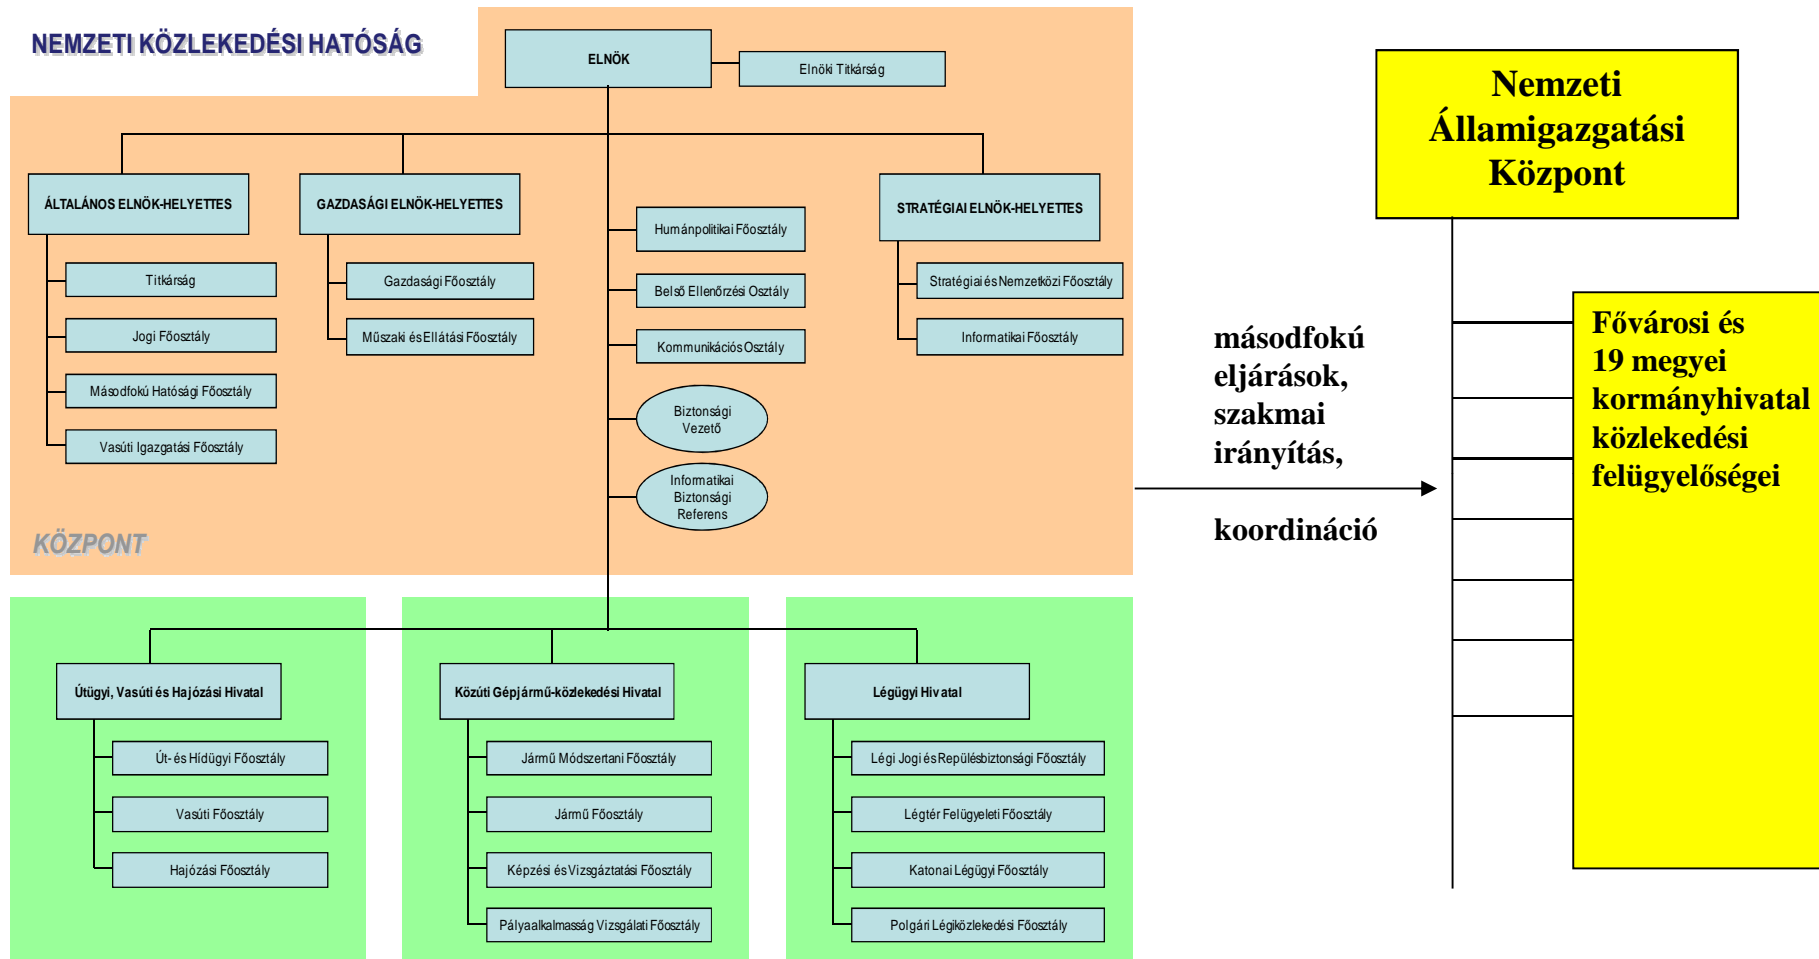 NEMZETI KÖZLEKEDÉSI HATÓSÁG
ELNÖK
Elnöki Titkárság
ÁLTALÁNOS ELNÖK-HELYETTES
Titkárság
Jogi Főosztály
Másodfokú Hatósági Főosztály
Vasúti Igazgatási Főosztály
GAZDASÁGI ELNÖK-HELYETTES
Gazdasági Főosztály
Műszaki és Ellátási Főosztály
Humánpolitikai Főosztály
Belső Ellenőrzési Osztály
Kommunikációs Osztály
Biztonsági
Vezető
Informatikai
Biztonsági
Referens
STRATÉGIAI ELNÖK-HELYETTES
Stratégiai és Nemzetközi Főosztály
Informatikai Főosztály
KÖZPONT
Útügyi, Vasúti és Hajózási Hivatal
Út- és Hídügyi Főosztály
Vasúti Főosztály
Hajózási Főosztály
Közúti Gépjármű-közlekedési Hivatal
Jármű Módszertani Főosztály
Jármű Főosztály
Képzési és Vizsgáztatási Főosztály
Pályaalkalmasság Vizsgálati Főosztály
Légügyi Hivatal
Légi Jogi és Repülésbiztonsági Főosztály
Légtér Felügyeleti Főosztály
Katonai Légügyi Főosztály
Polgári Légiközlekedési Főosztály
másodfokú
eljárások,
szakmai
irányítás,
koordináció
Nemzeti
Államigazgatási
Központ
Fővárosi és
19 megyei
kormányhivatal
közlekedési
felügyelőségei